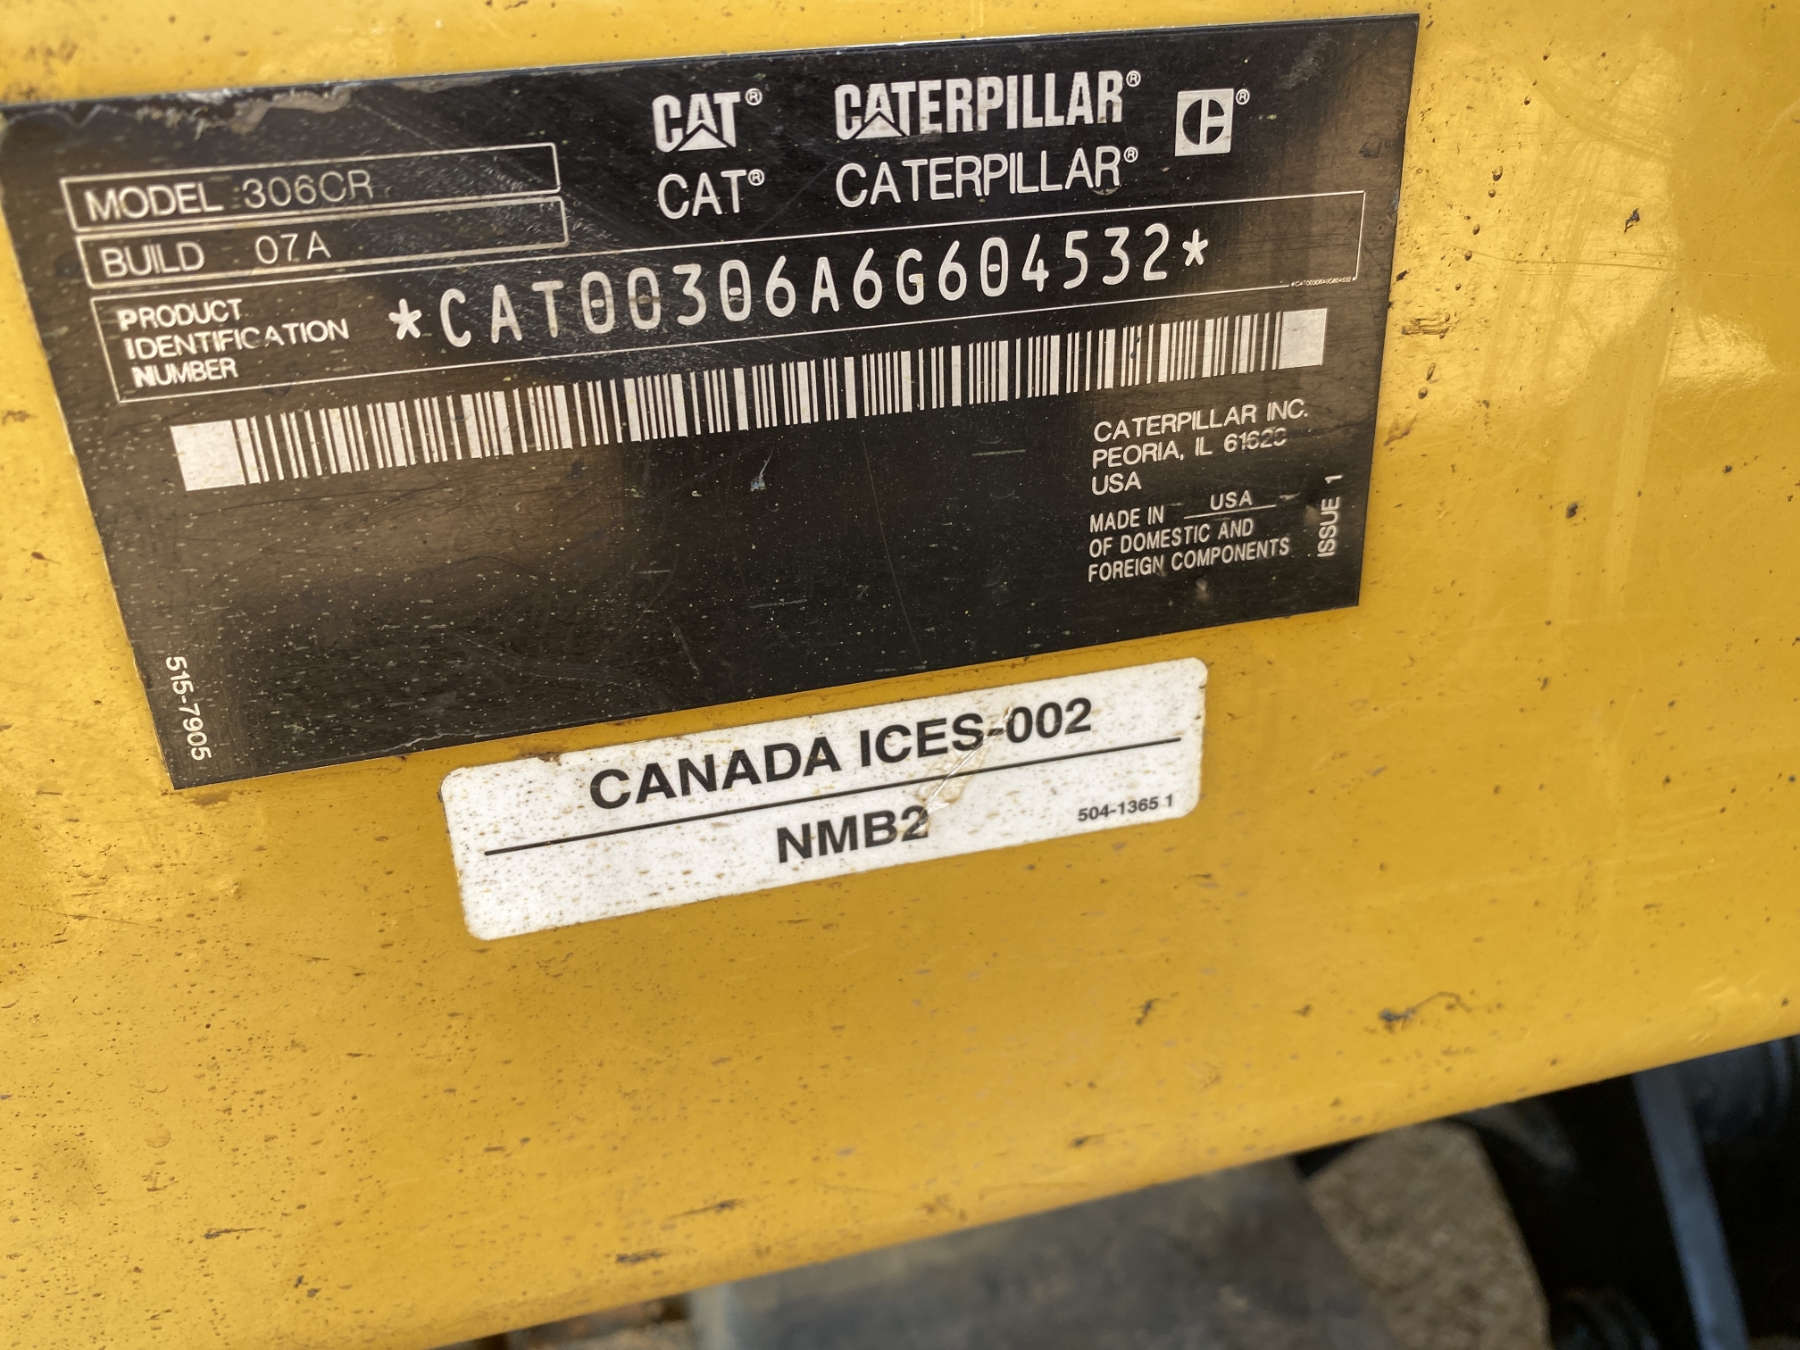 CAT® CATERPILLAR® ®
CAT® CATERPILLAR®
MODEL 306CR
BUILD 07A
PRODUCT
IDENTIFICATION
NUMBER
*CAT00306A6G604532*
CATERPILLAR INC.
PEORIA, IL
USA
MADE IN USA
OF DOMESTIC AND
FOREIGN COMPONENTS
ISSUE 1
515-7905
CANADA ICES-002
NMB2
504-1365 1